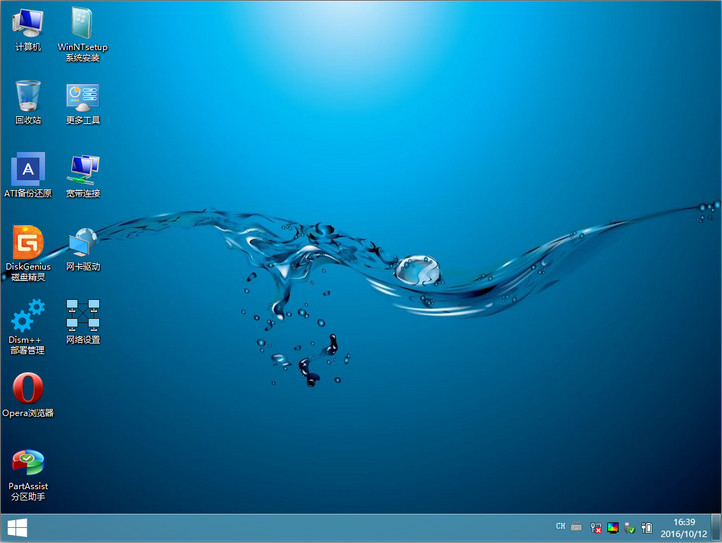 计算机
WinNTsetup
系统安装
回收站
更多工具
ATI备份还原
宽带连接
DiskGenius
磁盘精灵
网卡驱动
Dism++
部署管理
网络设置
Opera浏览器
PartAssist
分区助手
CH
16:39
2016/10/12